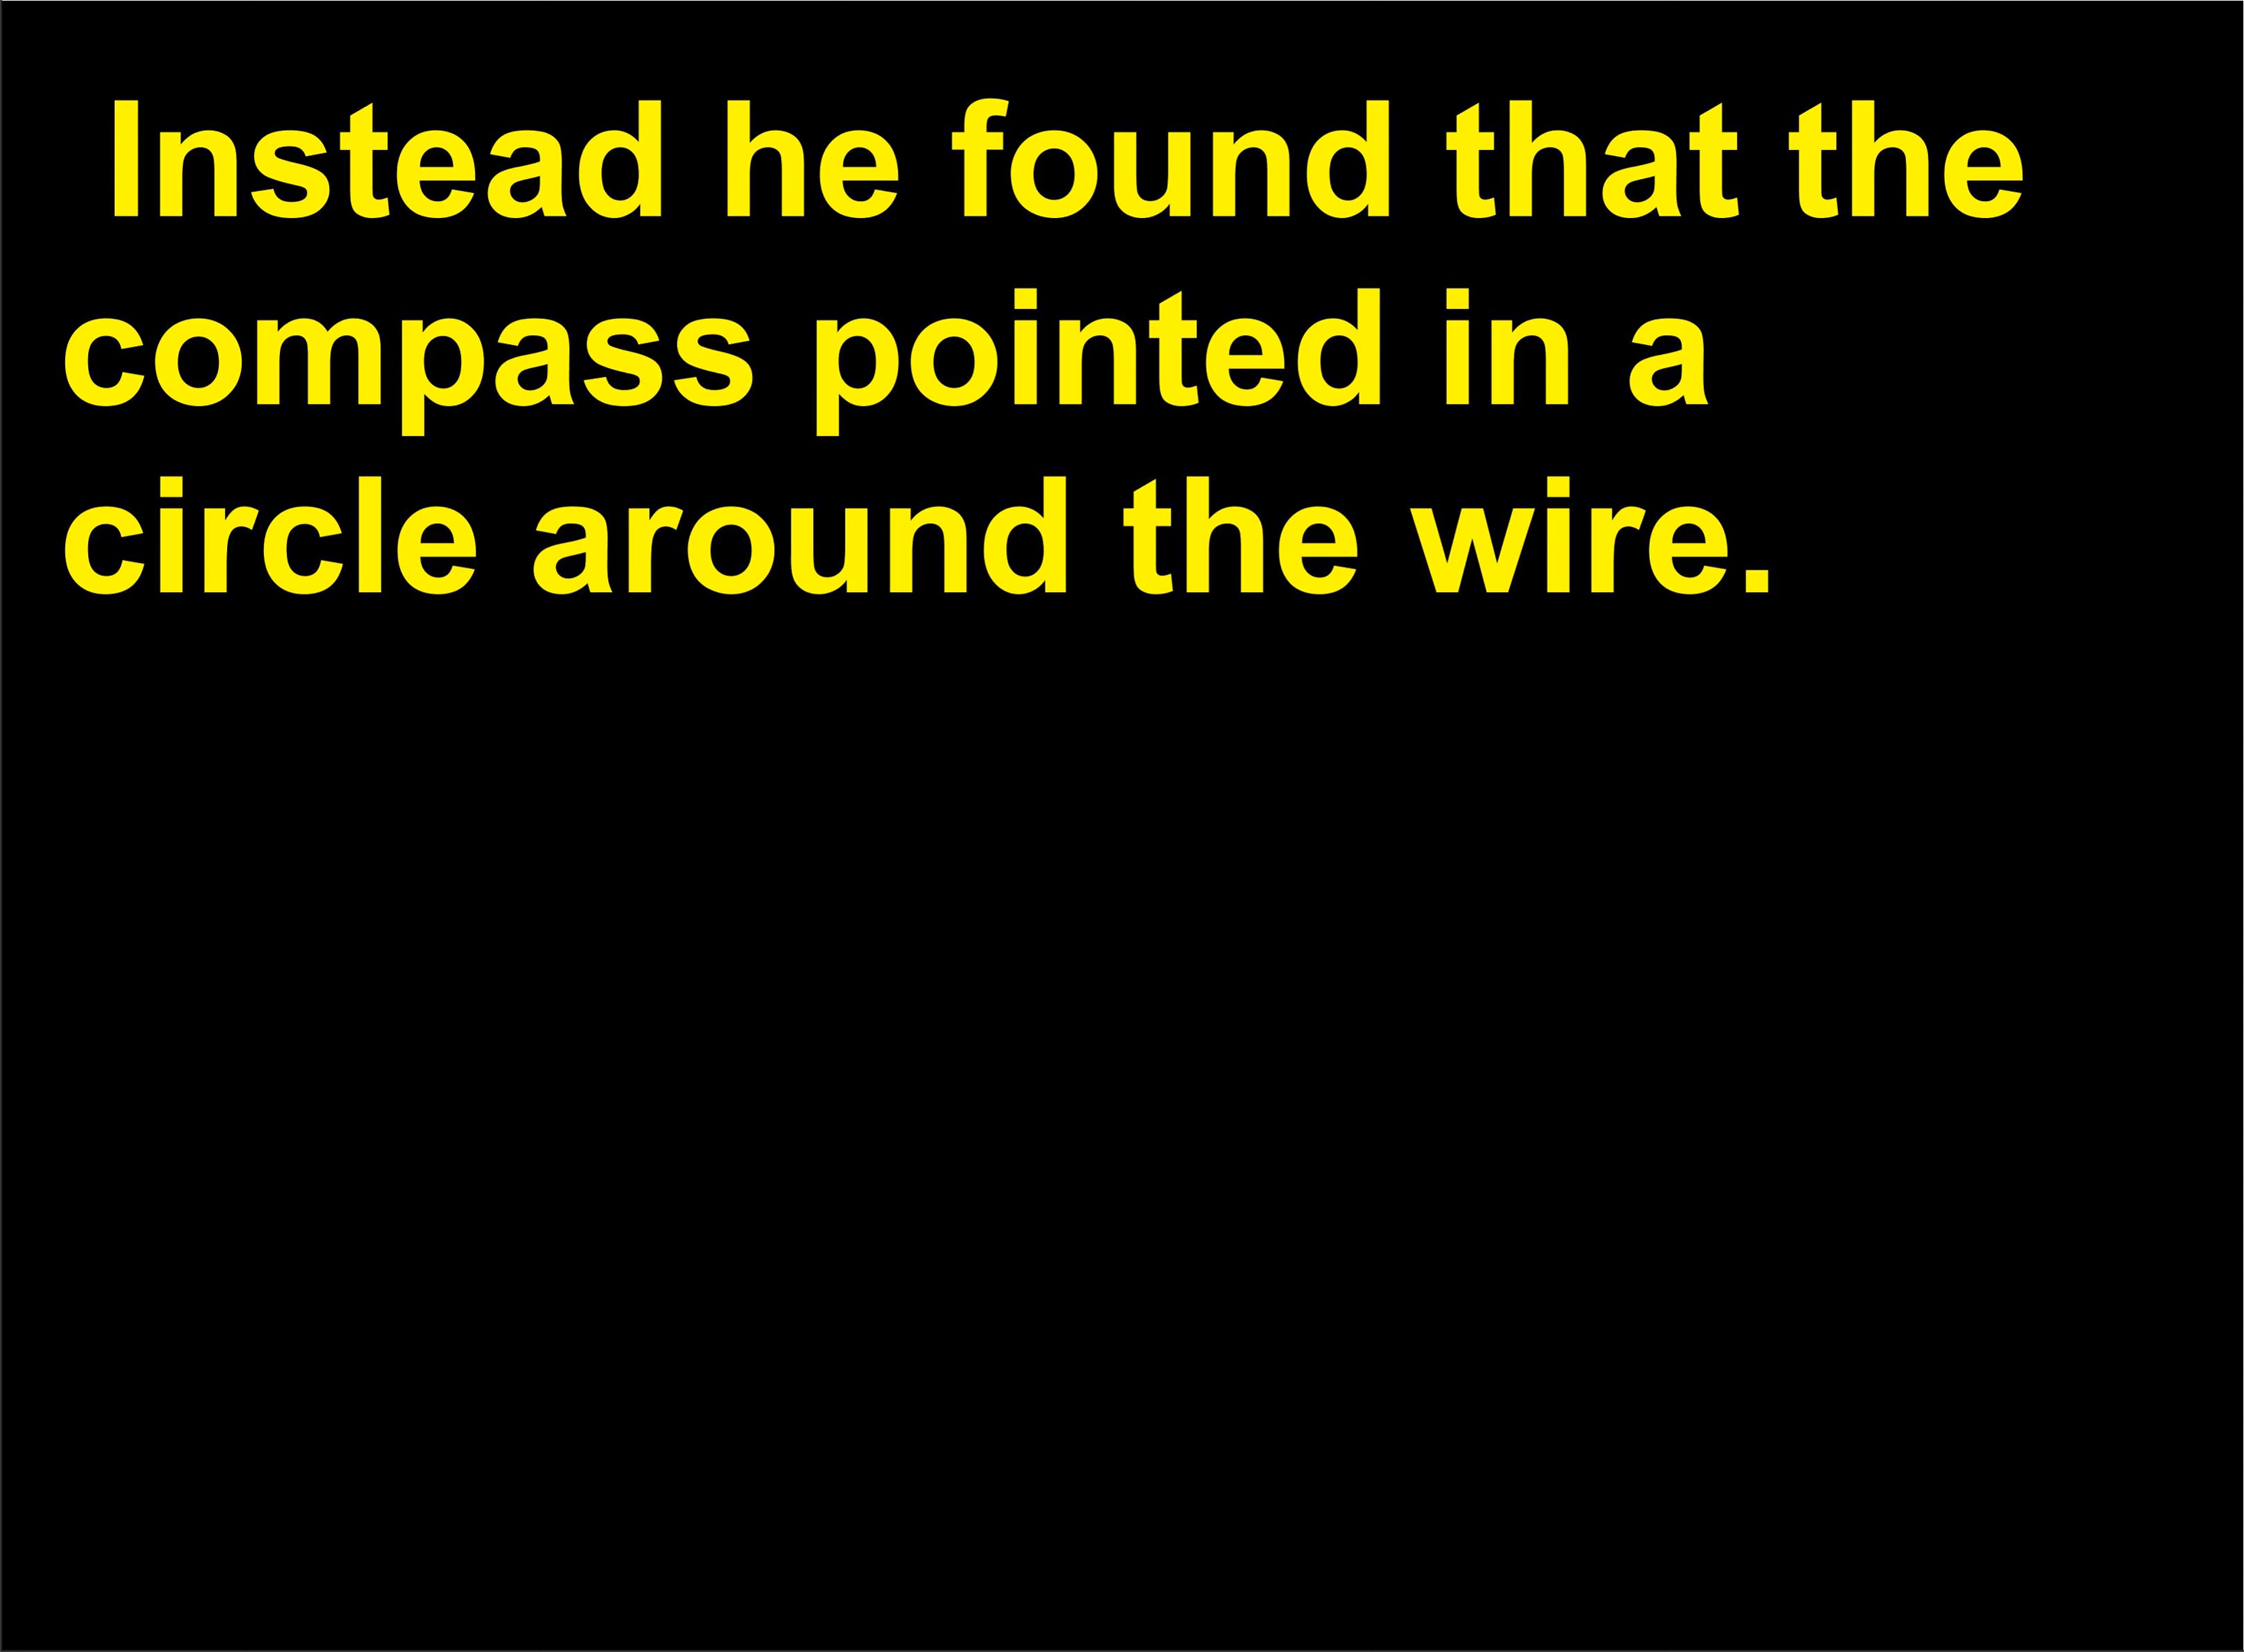 Instead he found that the
compass pointed in a
circle around the wire.